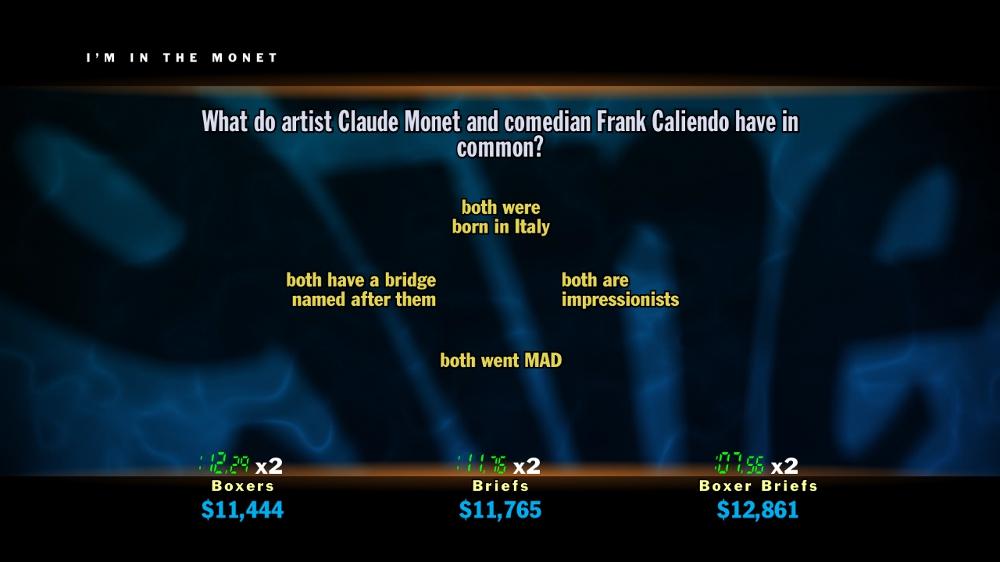 I'M IN THE MONET
What do artist Claude Monet and comedian Frank Caliendo have in
common?
both were
born in Italy
both have a bridge
named after them
both are
impressionists
both went MAD
:12.29 x2
:11.76 x2
:07.56 x2
Boxers
Briefs
Boxer Briefs
$11,444
$11,765
$12,861